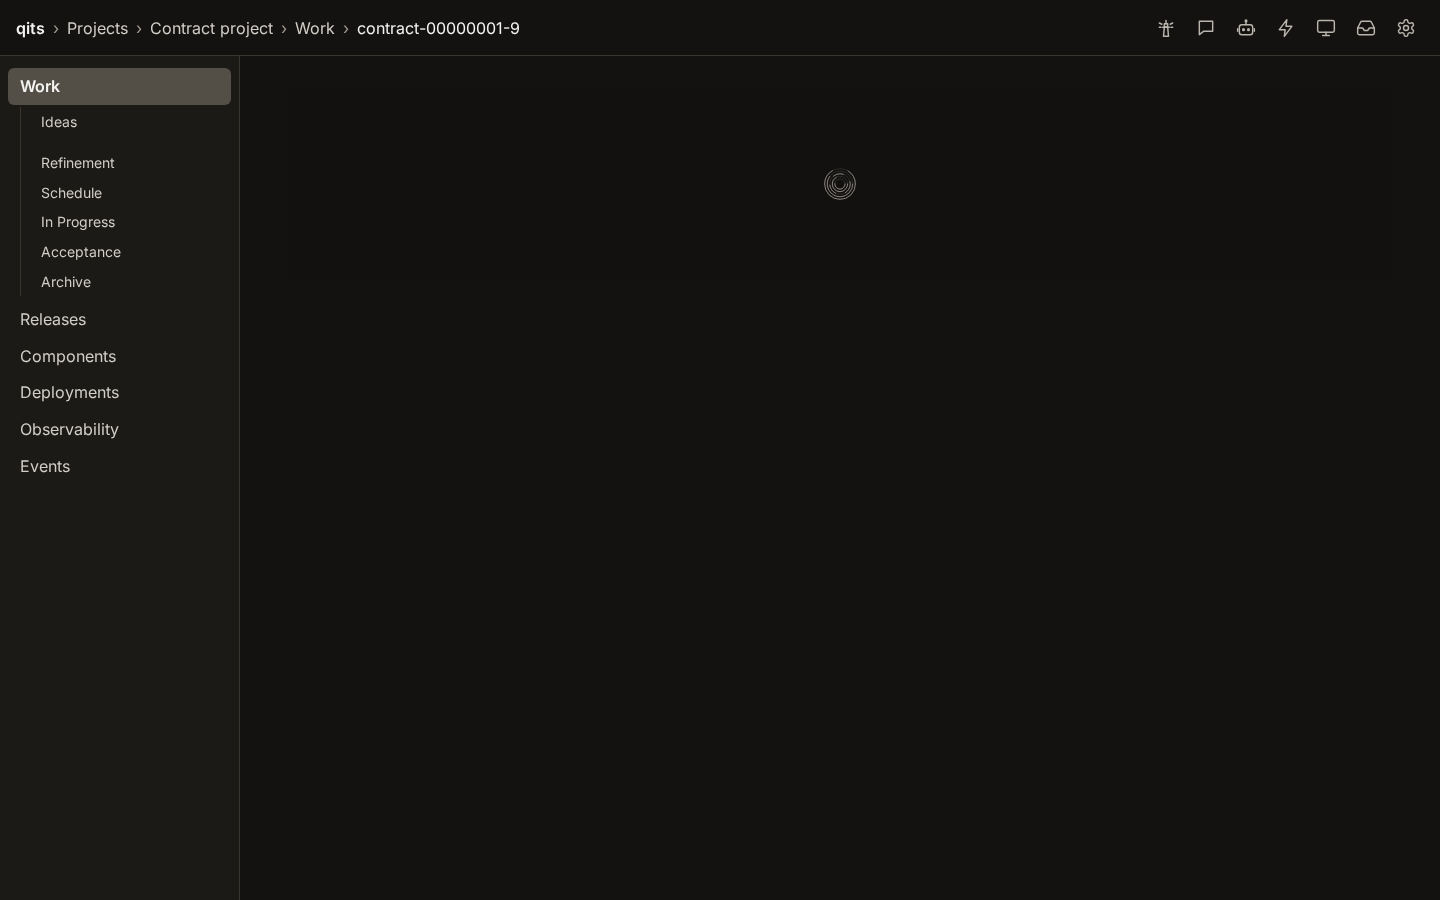 qits › Projects › Contract project › Work › contract-00000001-9
Work
Ideas
Refinement
Schedule
In Progress
Acceptance
Archive
Releases
Components
Deployments
Observability
Events